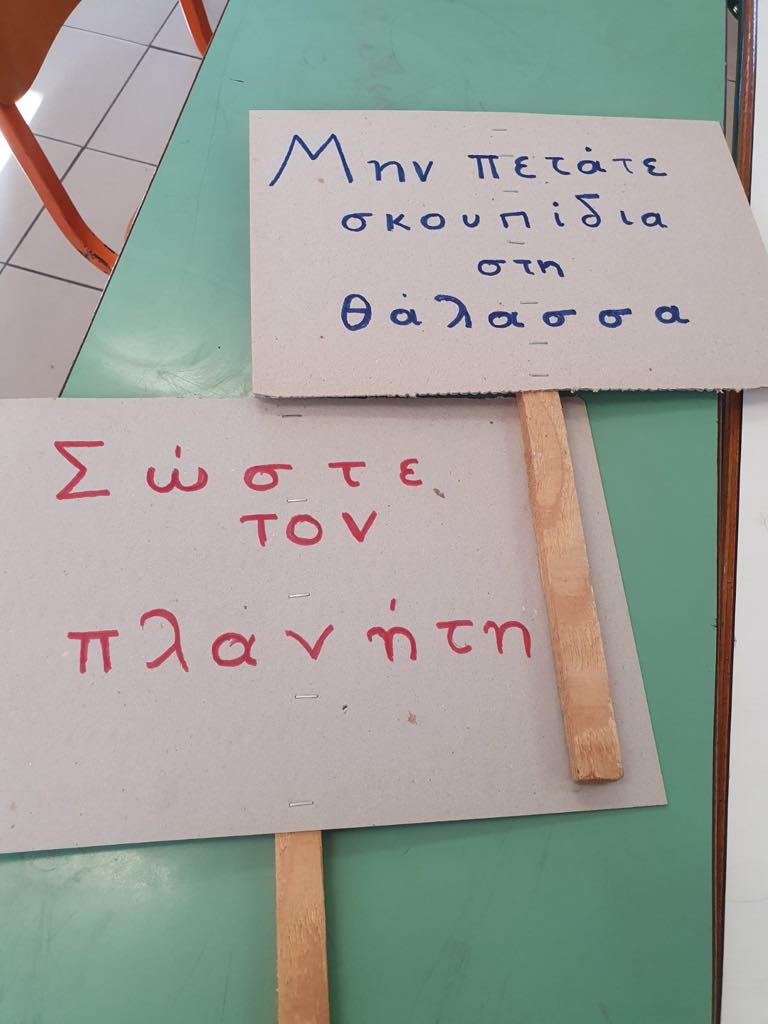 Μην πετάτε
σκουπίδια
στη
θάλασσα
Σώστε
τον
πλανήτη